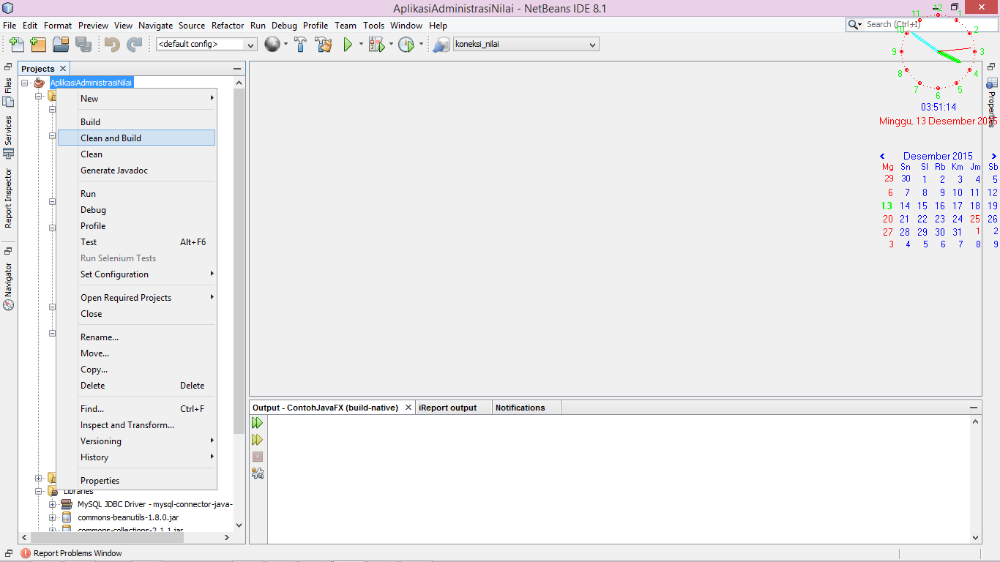 AplikasiAdministrasiNilai - NetBeans IDE 8.1
File Edit Format Preview View Navigate Source Refactor Run Debug Profile Team Tools Window Help
Search (Ctrl+I)
<default config>
koneksi_nilai
Files
Services
Report Inspector
Navigator
Projects
AplikasiAdministrasiNilai
New
Build
Clean and Build
Clean
Generate Javadoc
Run
Debug
Profile
Test Alt+F6
Run Selenium Tests
Set Configuration
Open Required Projects
Close
Rename...
Move...
Copy...
Delete Delete
Find... Ctrl+F
Inspect and Transform...
Versioning
History
Properties
Libraries
MySQL JDBC Driver - mysql-connector-java-
commons-beanutils-1.8.0.jar
commons-collections-2.1.1.jar
Output - ContohJavaFX (build-native)
iReport output
Notifications
Report Problems Window
12
1
2
3
4
5
6
7
8
9
10
11
03:51:14
Minggu, 13 Desember 2015
Properties
Desember 2015
Mg Sn Sl Rb Km Jm Sb
29 30 1 2 3 4 5
6 7 8 9 10 11 12
13 14 15 16 17 18 19
20 21 22 23 24 25 26
27 28 29 30 31 1 2
3 4 5 6 7 8 9